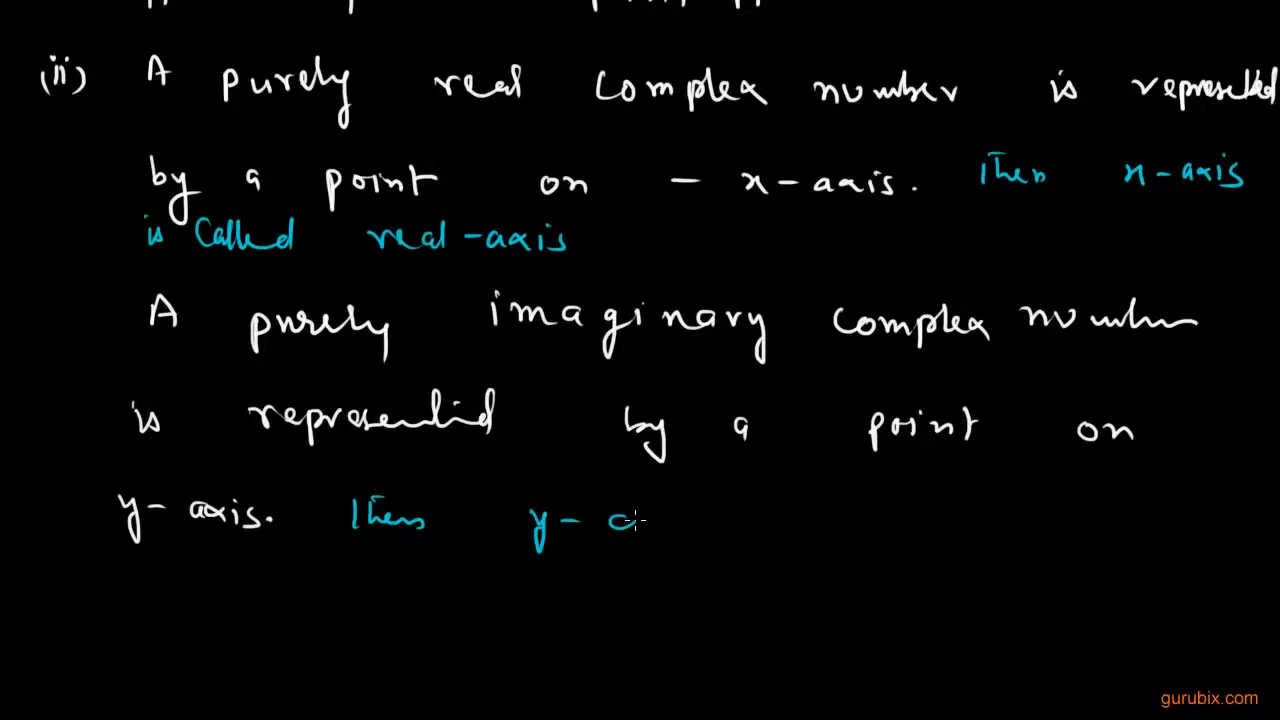 (ii) A purely real complex number is represented
by a point on - x-axis. Then x-axis
is called real-axis
A purely imaginary complex number
is represented by a point on
y-axis. Then y-
gurubix.com